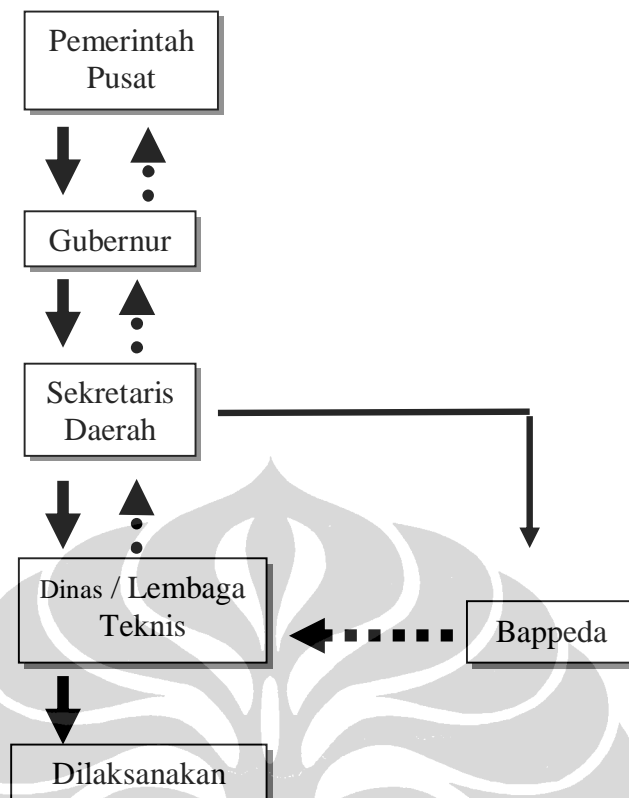 Pemerintah
Pusat
Gubernur
Sekretaris
Daerah
Dinas / Lembaga
Teknis
Bappeda
Dilaksanakan